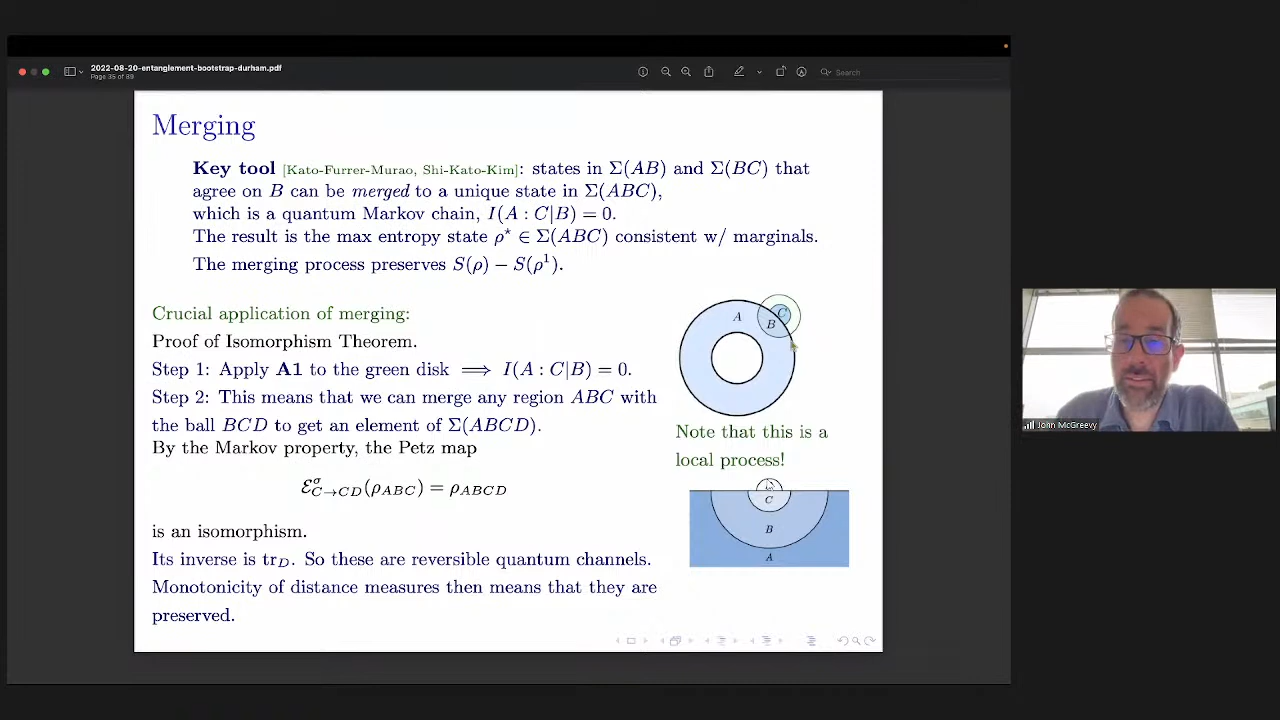 2022-08-20-entanglement-bootstrap-durham.pdf
Page 35 of 89
Search
Merging
Key tool [Kato-Furrer-Murao, Shi-Kato-Kim]: states in Σ(AB) and Σ(BC) that
agree on B can be merged to a unique state in Σ(ABC),
which is a quantum Markov chain, I(A : C|B) = 0.
The result is the max entropy state ρ⋆ ∈ Σ(ABC) consistent w/ marginals.
The merging process preserves S(ρ) − S(ρ¹).
Crucial application of merging:
Proof of Isomorphism Theorem.
Step 1: Apply A1 to the green disk ⟹ I(A : C|B) = 0.
Step 2: This means that we can merge any region ABC with
the ball BCD to get an element of Σ(ABCD).
By the Markov property, the Petz map
ℰ^σ_{C→CD}(ρ_{ABC}) = ρ_{ABCD}
is an isomorphism.
Its inverse is tr_D. So these are reversible quantum channels.
Monotonicity of distance measures then means that they are
preserved.
A
B
C
Note that this is a
local process!
C
B
A
John McGreevy